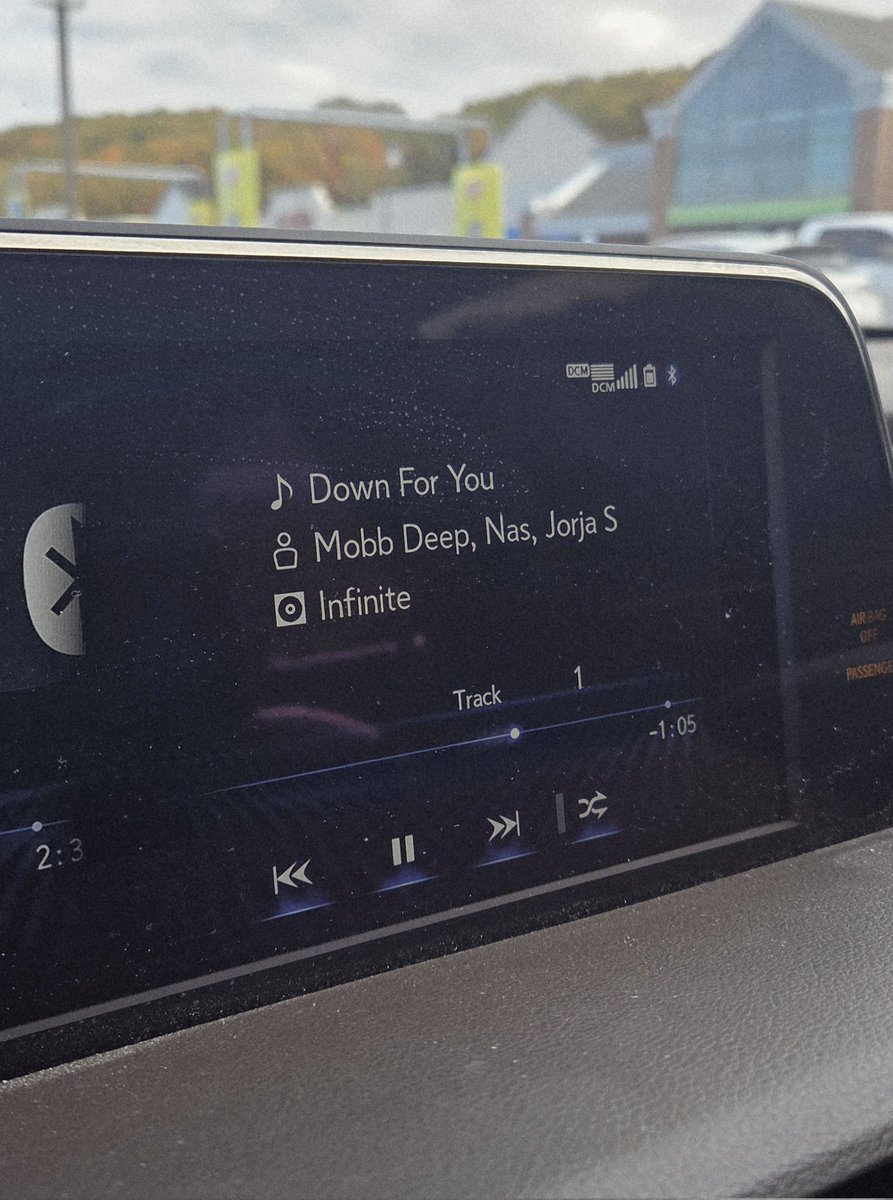 DCM
DCM
Down For You
Mobb Deep, Nas, Jorja S
Infinite
Track 1
-1:05
2:3
AIR BAG
OFF
PASSENG